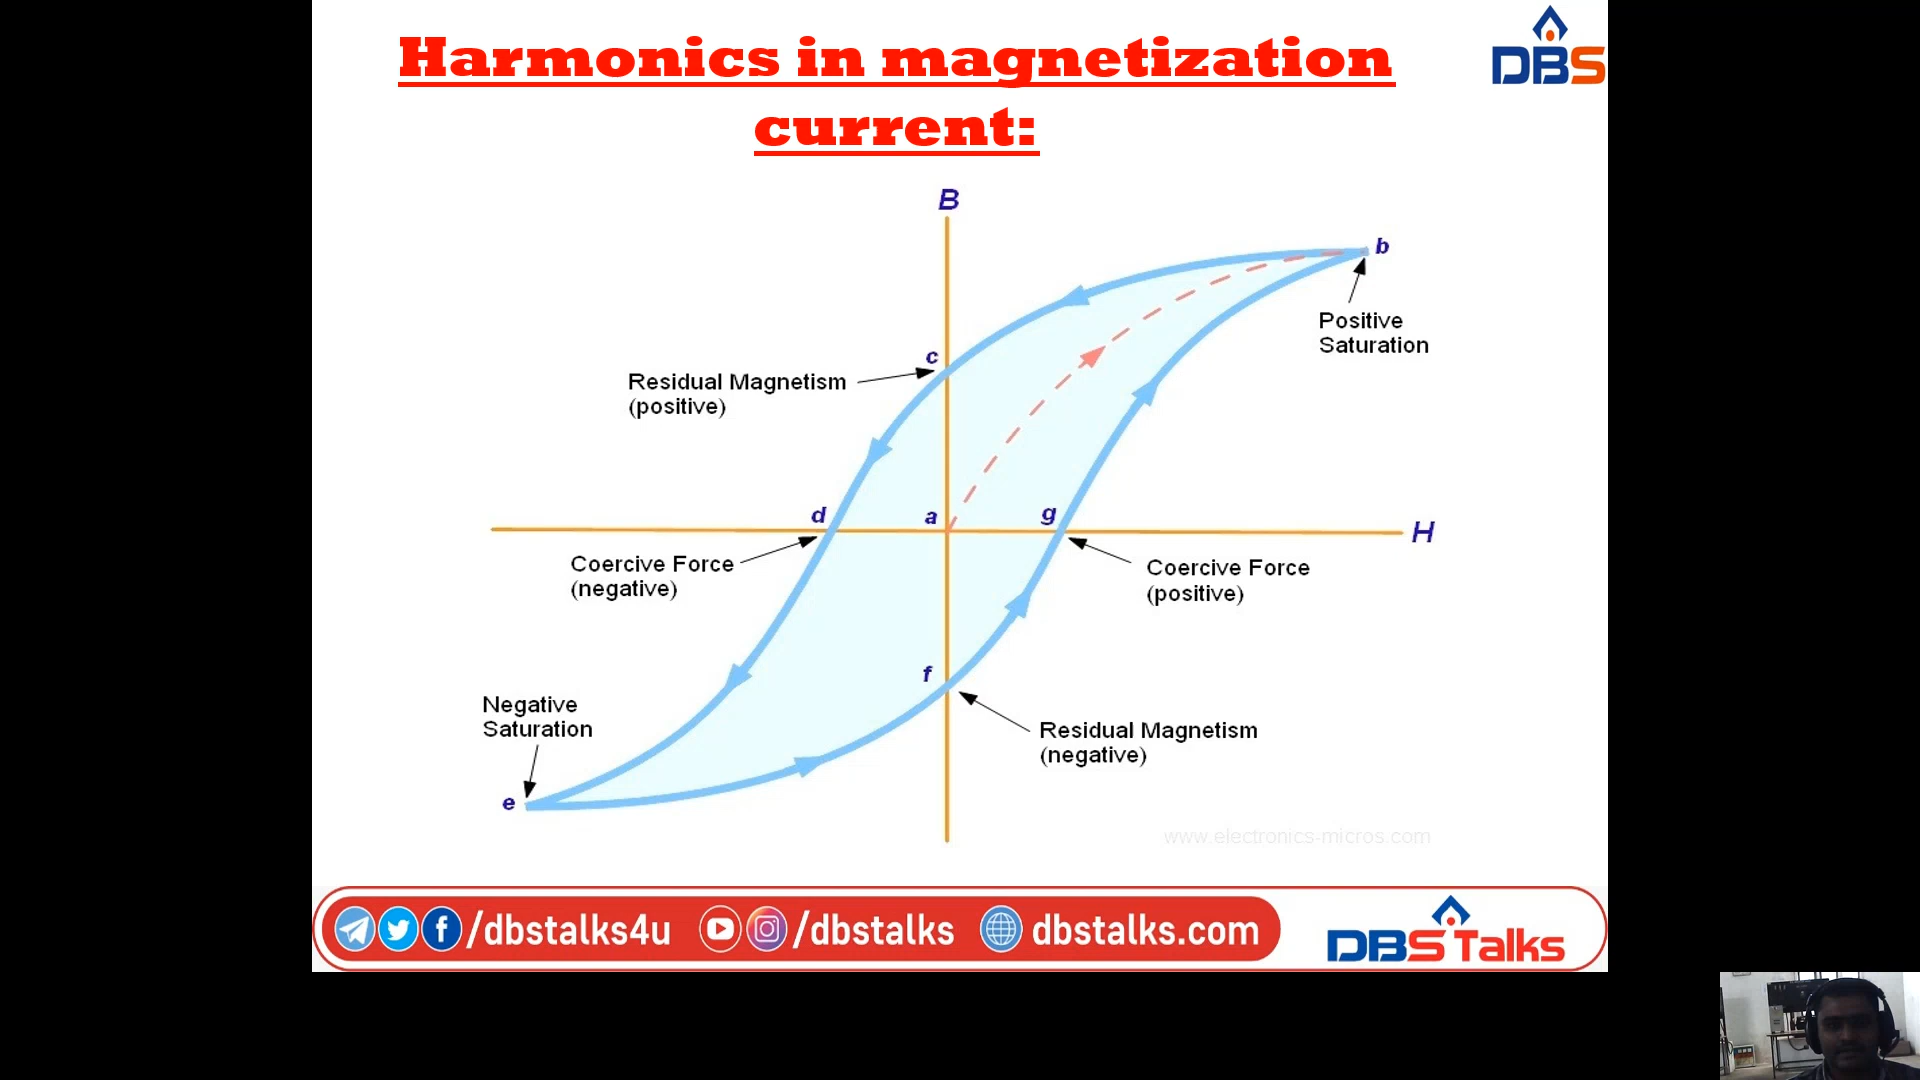 Harmonics in magnetization
current:
DBS
B
b
Positive
Saturation
c
Residual Magnetism
(positive)
d
a
g
H
Coercive Force
(negative)
Coercive Force
(positive)
f
Negative
Saturation
Residual Magnetism
(negative)
e
www.electronics-micros.com
/dbstalks4u
/dbstalks
dbstalks.com
DBS Talks